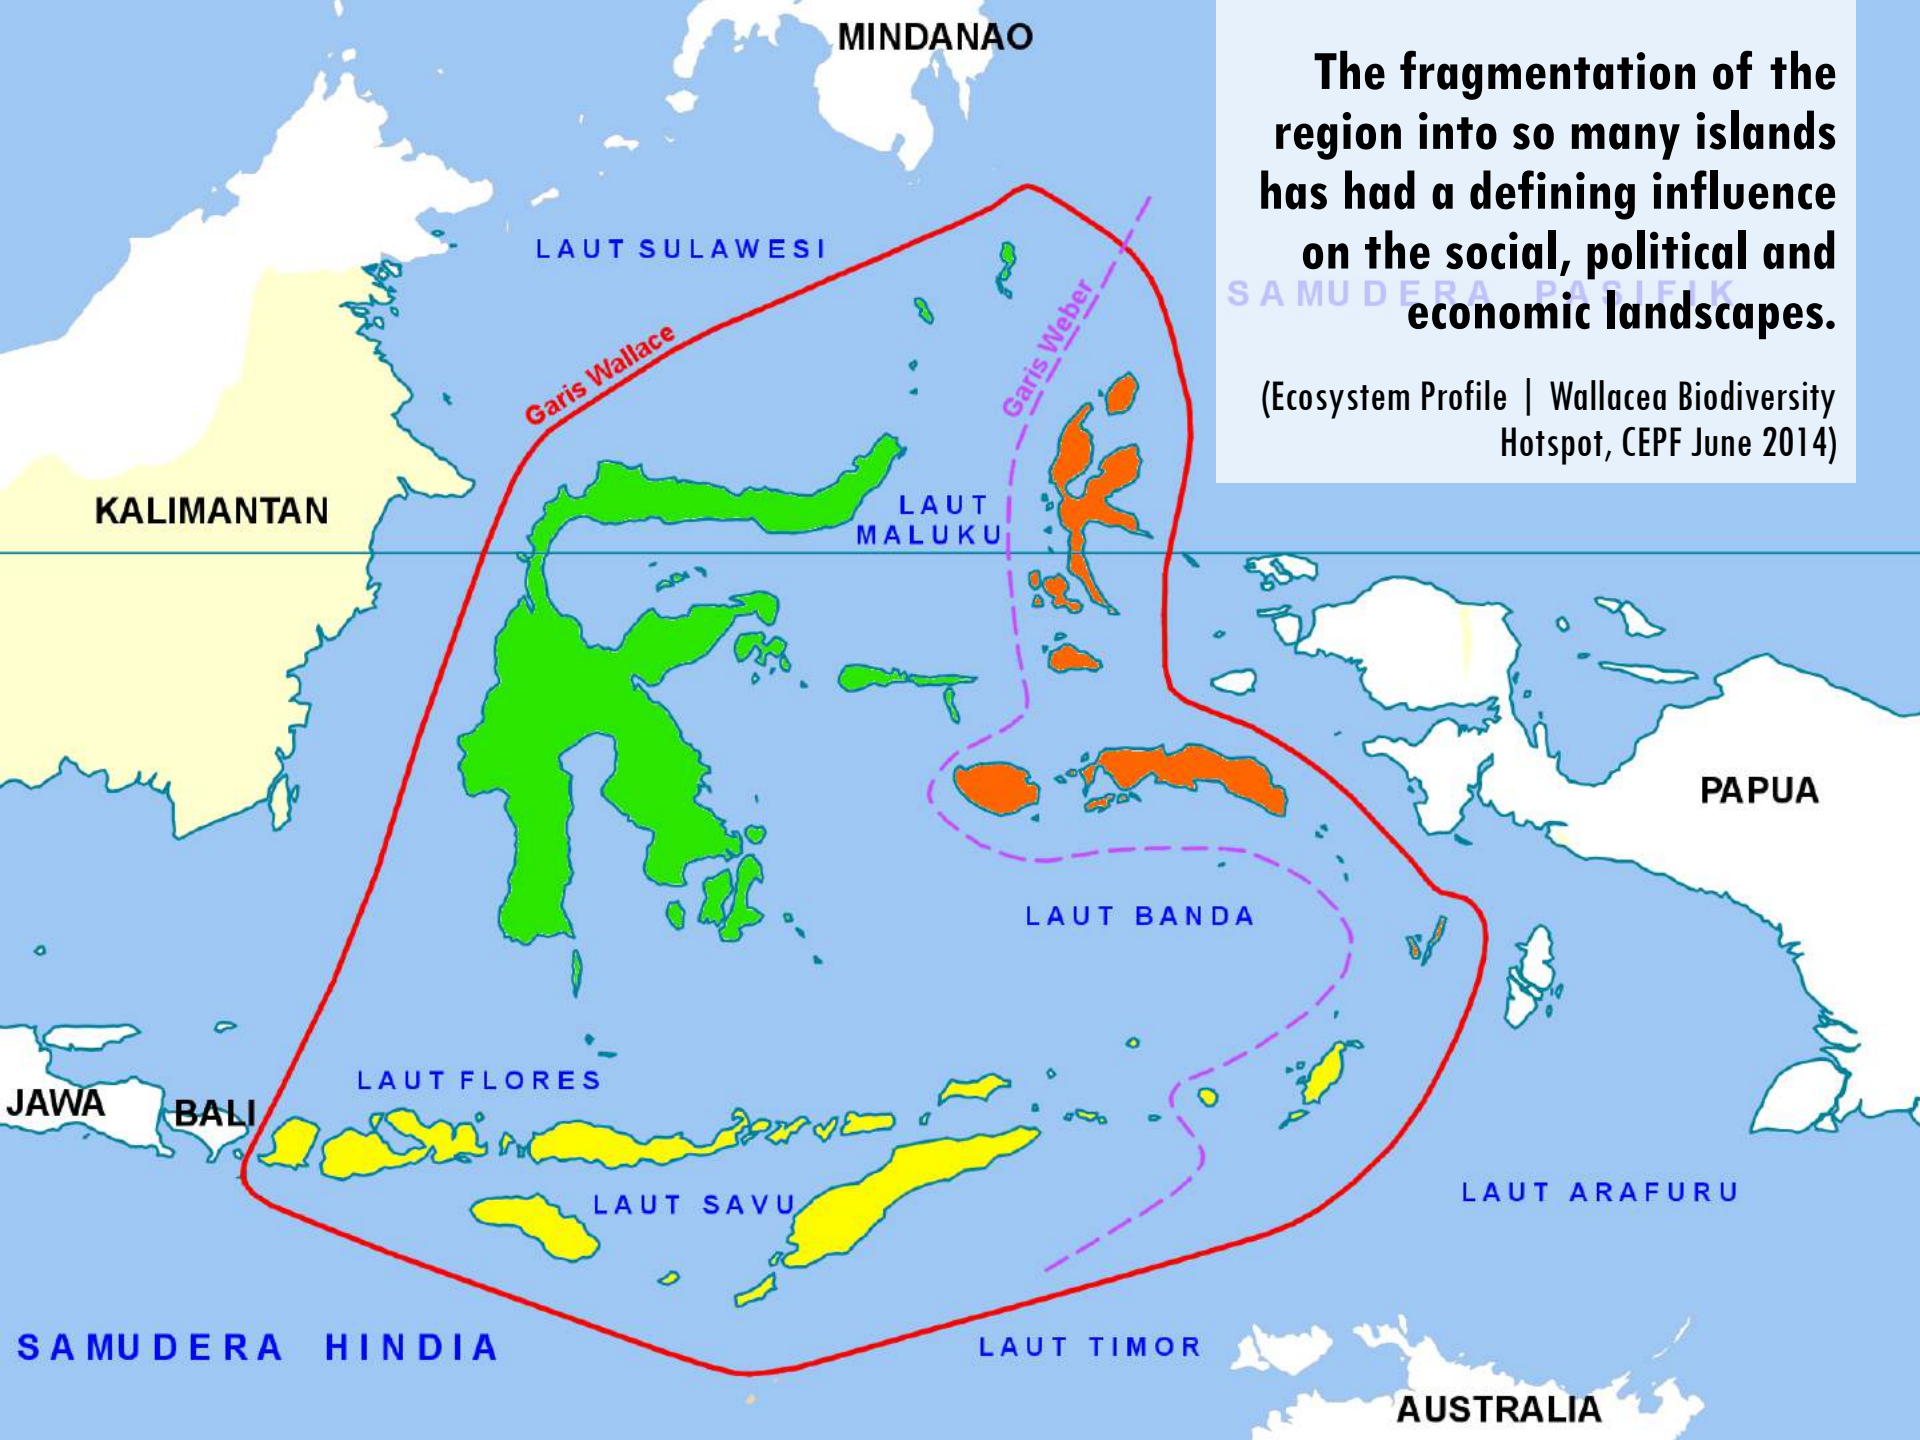 MINDANAO
The fragmentation of the
region into so many islands
has had a defining influence
on the social, political and
economic landscapes.
(Ecosystem Profile | Wallacea Biodiversity
Hotspot, CEPF June 2014)
SAMUDERA PASIFIK
LAUT SULAWESI
Garis Wallace
Garis Weber
KALIMANTAN
LAUT
MALUKU
PAPUA
LAUT BANDA
LAUT FLORES
JAWA
BALI
LAUT SAVU
LAUT ARAFURU
SAMUDERA HINDIA
LAUT TIMOR
AUSTRALIA